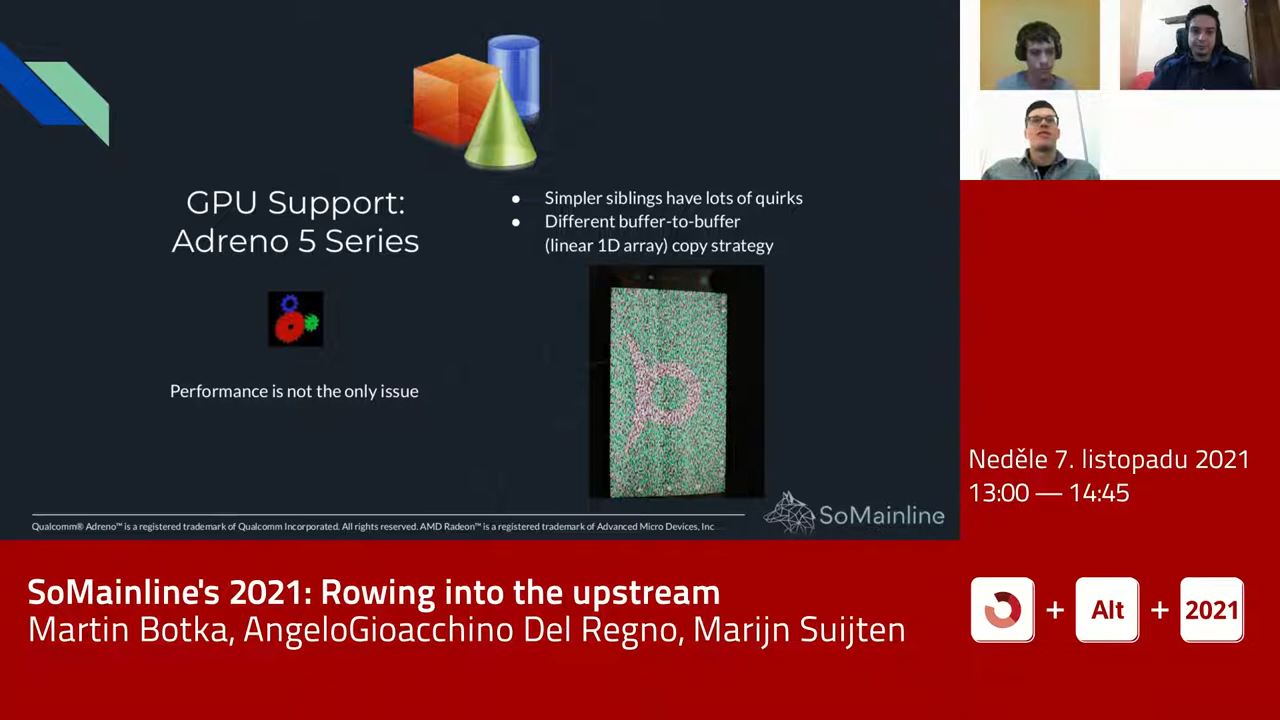 GPU Support:
Adreno 5 Series
Performance is not the only issue
● Simpler siblings have lots of quirks
● Different buffer-to-buffer
(linear 1D array) copy strategy
Qualcomm® Adreno™ is a registered trademark of Qualcomm Incorporated. All rights reserved. AMD Radeon™ is a registered trademark of Advanced Micro Devices, Inc
SoMainline
Neděle 7. listopadu 2021
13:00 — 14:45
SoMainline's 2021: Rowing into the upstream
Martin Botka, AngeloGioacchino Del Regno, Marijn Suijten
+ Alt + 2021